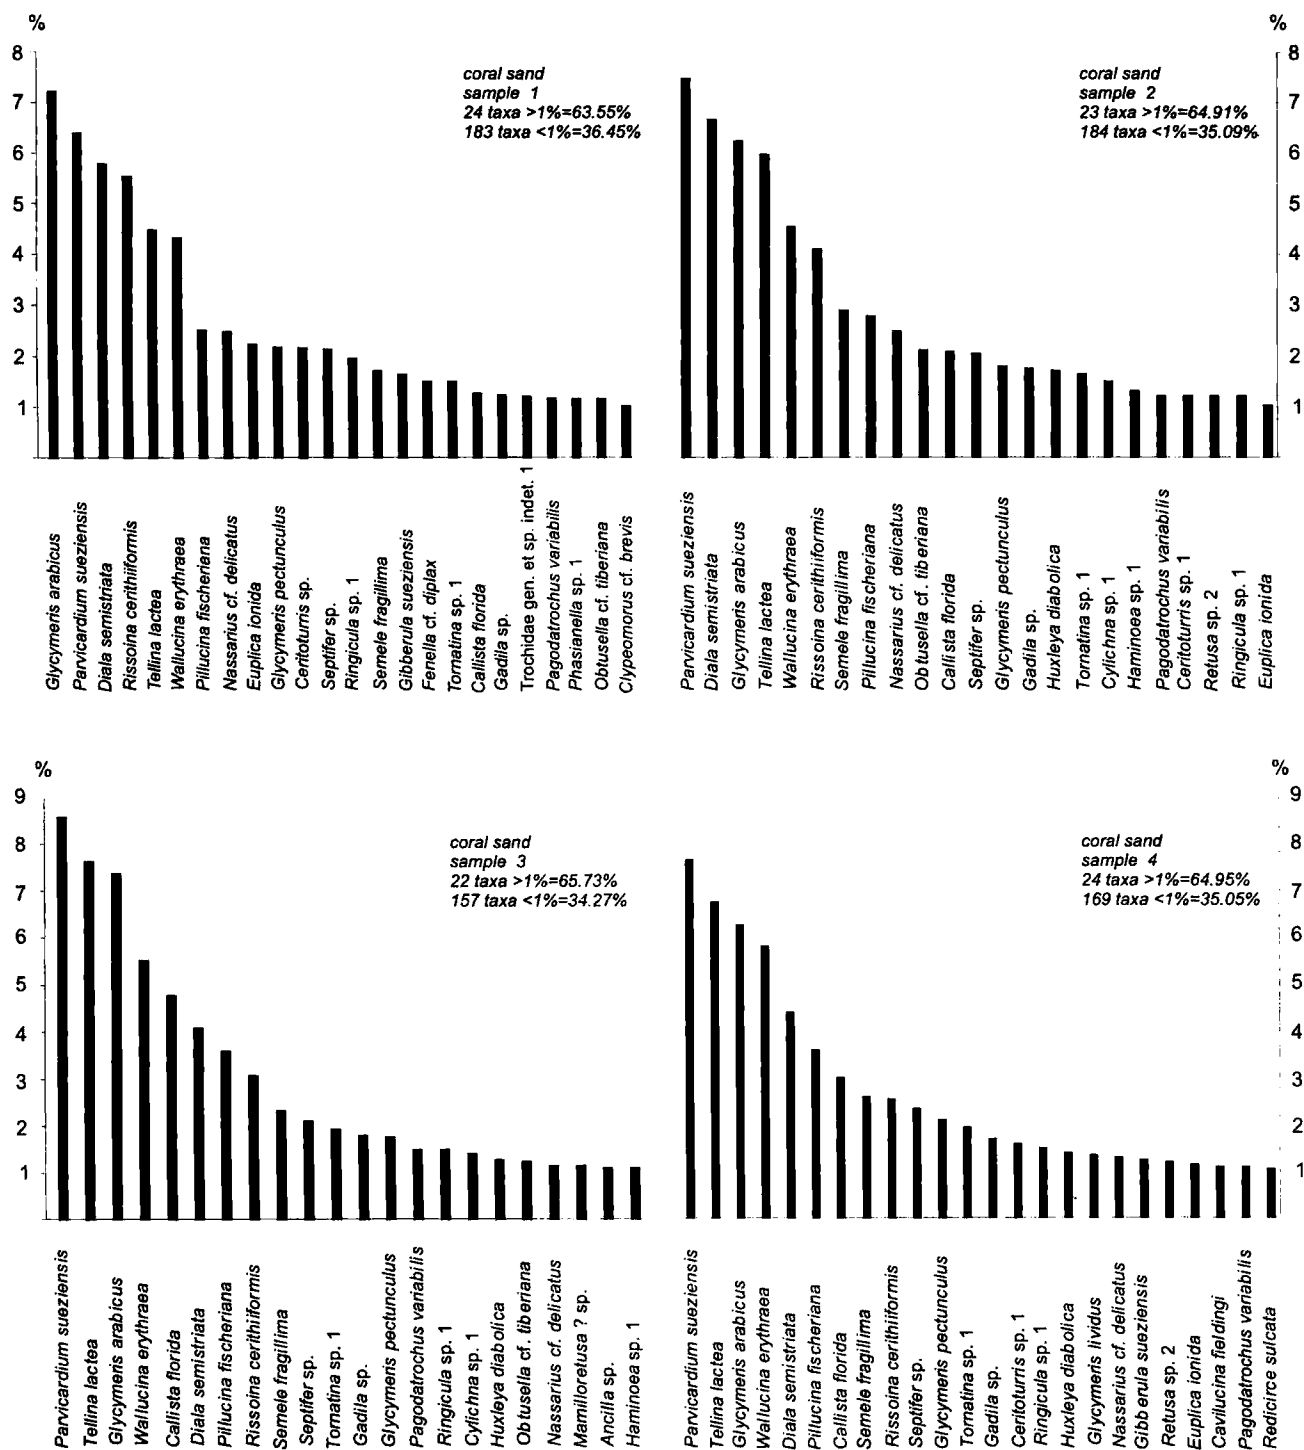 %
8
7
6
5
4
3
2
1
coral sand
sample 1
24 taxa >1%=63.55%
183 taxa <1%=36.45%
Glycymeris arabicus
Parvicardium sueziensis
Diala semistriata
Rissoina cerithiiformis
Tellina lactea
Wallucina erythraea
Pillucina fischeriana
Nassarius cf. delicatus
Euplica ionida
Glycymeris pectunculus
Ceritoturris sp.
Septifer sp.
Ringicula sp. 1
Semele fragillima
Gibberula sueziensis
Fenella cf. diplax
Tornatina sp. 1
Callista florida
Gadila sp.
Trochidae gen. et sp. indet. 1
Pagodatrochus variabilis
Phasianella sp. 1
Obtusella cf. tiberiana
Clypeomorus cf. brevis
%
8
7
6
5
4
3
2
1
coral sand
sample 2
23 taxa >1%=64.91%
184 taxa <1%=35.09%
Parvicardium sueziensis
Diala semistriata
Glycymeris arabicus
Tellina lactea
Wallucina erythraea
Rissoina cerithiiformis
Semele fragillima
Pillucina fischeriana
Nassarius cf. delicatus
Obtusella cf. tiberiana
Callista florida
Septifer sp.
Glycymeris pectunculus
Gadila sp.
Huxleya diabolica
Tornatina sp. 1
Cylichna sp. 1
Haminoea sp. 1
Pagodatrochus variabilis
Ceritoturris sp. 1
Retusa sp. 2
Ringicula sp. 1
Euplica ionida
%
9
8
7
6
5
4
3
2
1
coral sand
sample 3
22 taxa >1%=65.73%
157 taxa <1%=34.27%
Parvicardium sueziensis
Tellina lactea
Glycymeris arabicus
Wallucina erythraea
Callista florida
Diala semistriata
Pillucina fischeriana
Rissoina cerithiiformis
Semele fragillima
Septifer sp.
Tornatina sp. 1
Gadila sp.
Glycymeris pectunculus
Pagodatrochus variabilis
Ringicula sp. 1
Cylichna sp. 1
Huxleya diabolica
Obtusella cf. tiberiana
Nassarius cf. delicatus
Mamilloretusa ? sp.
Ancilla sp.
Haminoea sp. 1
%
9
8
7
6
5
4
3
2
1
coral sand
sample 4
24 taxa >1%=64.95%
169 taxa <1%=35.05%
Parvicardium sueziensis
Tellina lactea
Glycymeris arabicus
Wallucina erythraea
Diala semistriata
Pillucina fischeriana
Callista florida
Semele fragillima
Rissoina cerithiiformis
Septifer sp.
Glycymeris pectunculus
Tornatina sp. 1
Gadila sp.
Ceritoturris sp. 1
Ringicula sp. 1
Huxleya diabolica
Glycymeris lividus
Nassarius cf. delicatus
Gibberula sueziensis
Retusa sp. 2
Euplica ionida
Cavilucina fieldingi
Pagodatrochus variabilis
Redicirce sulcata